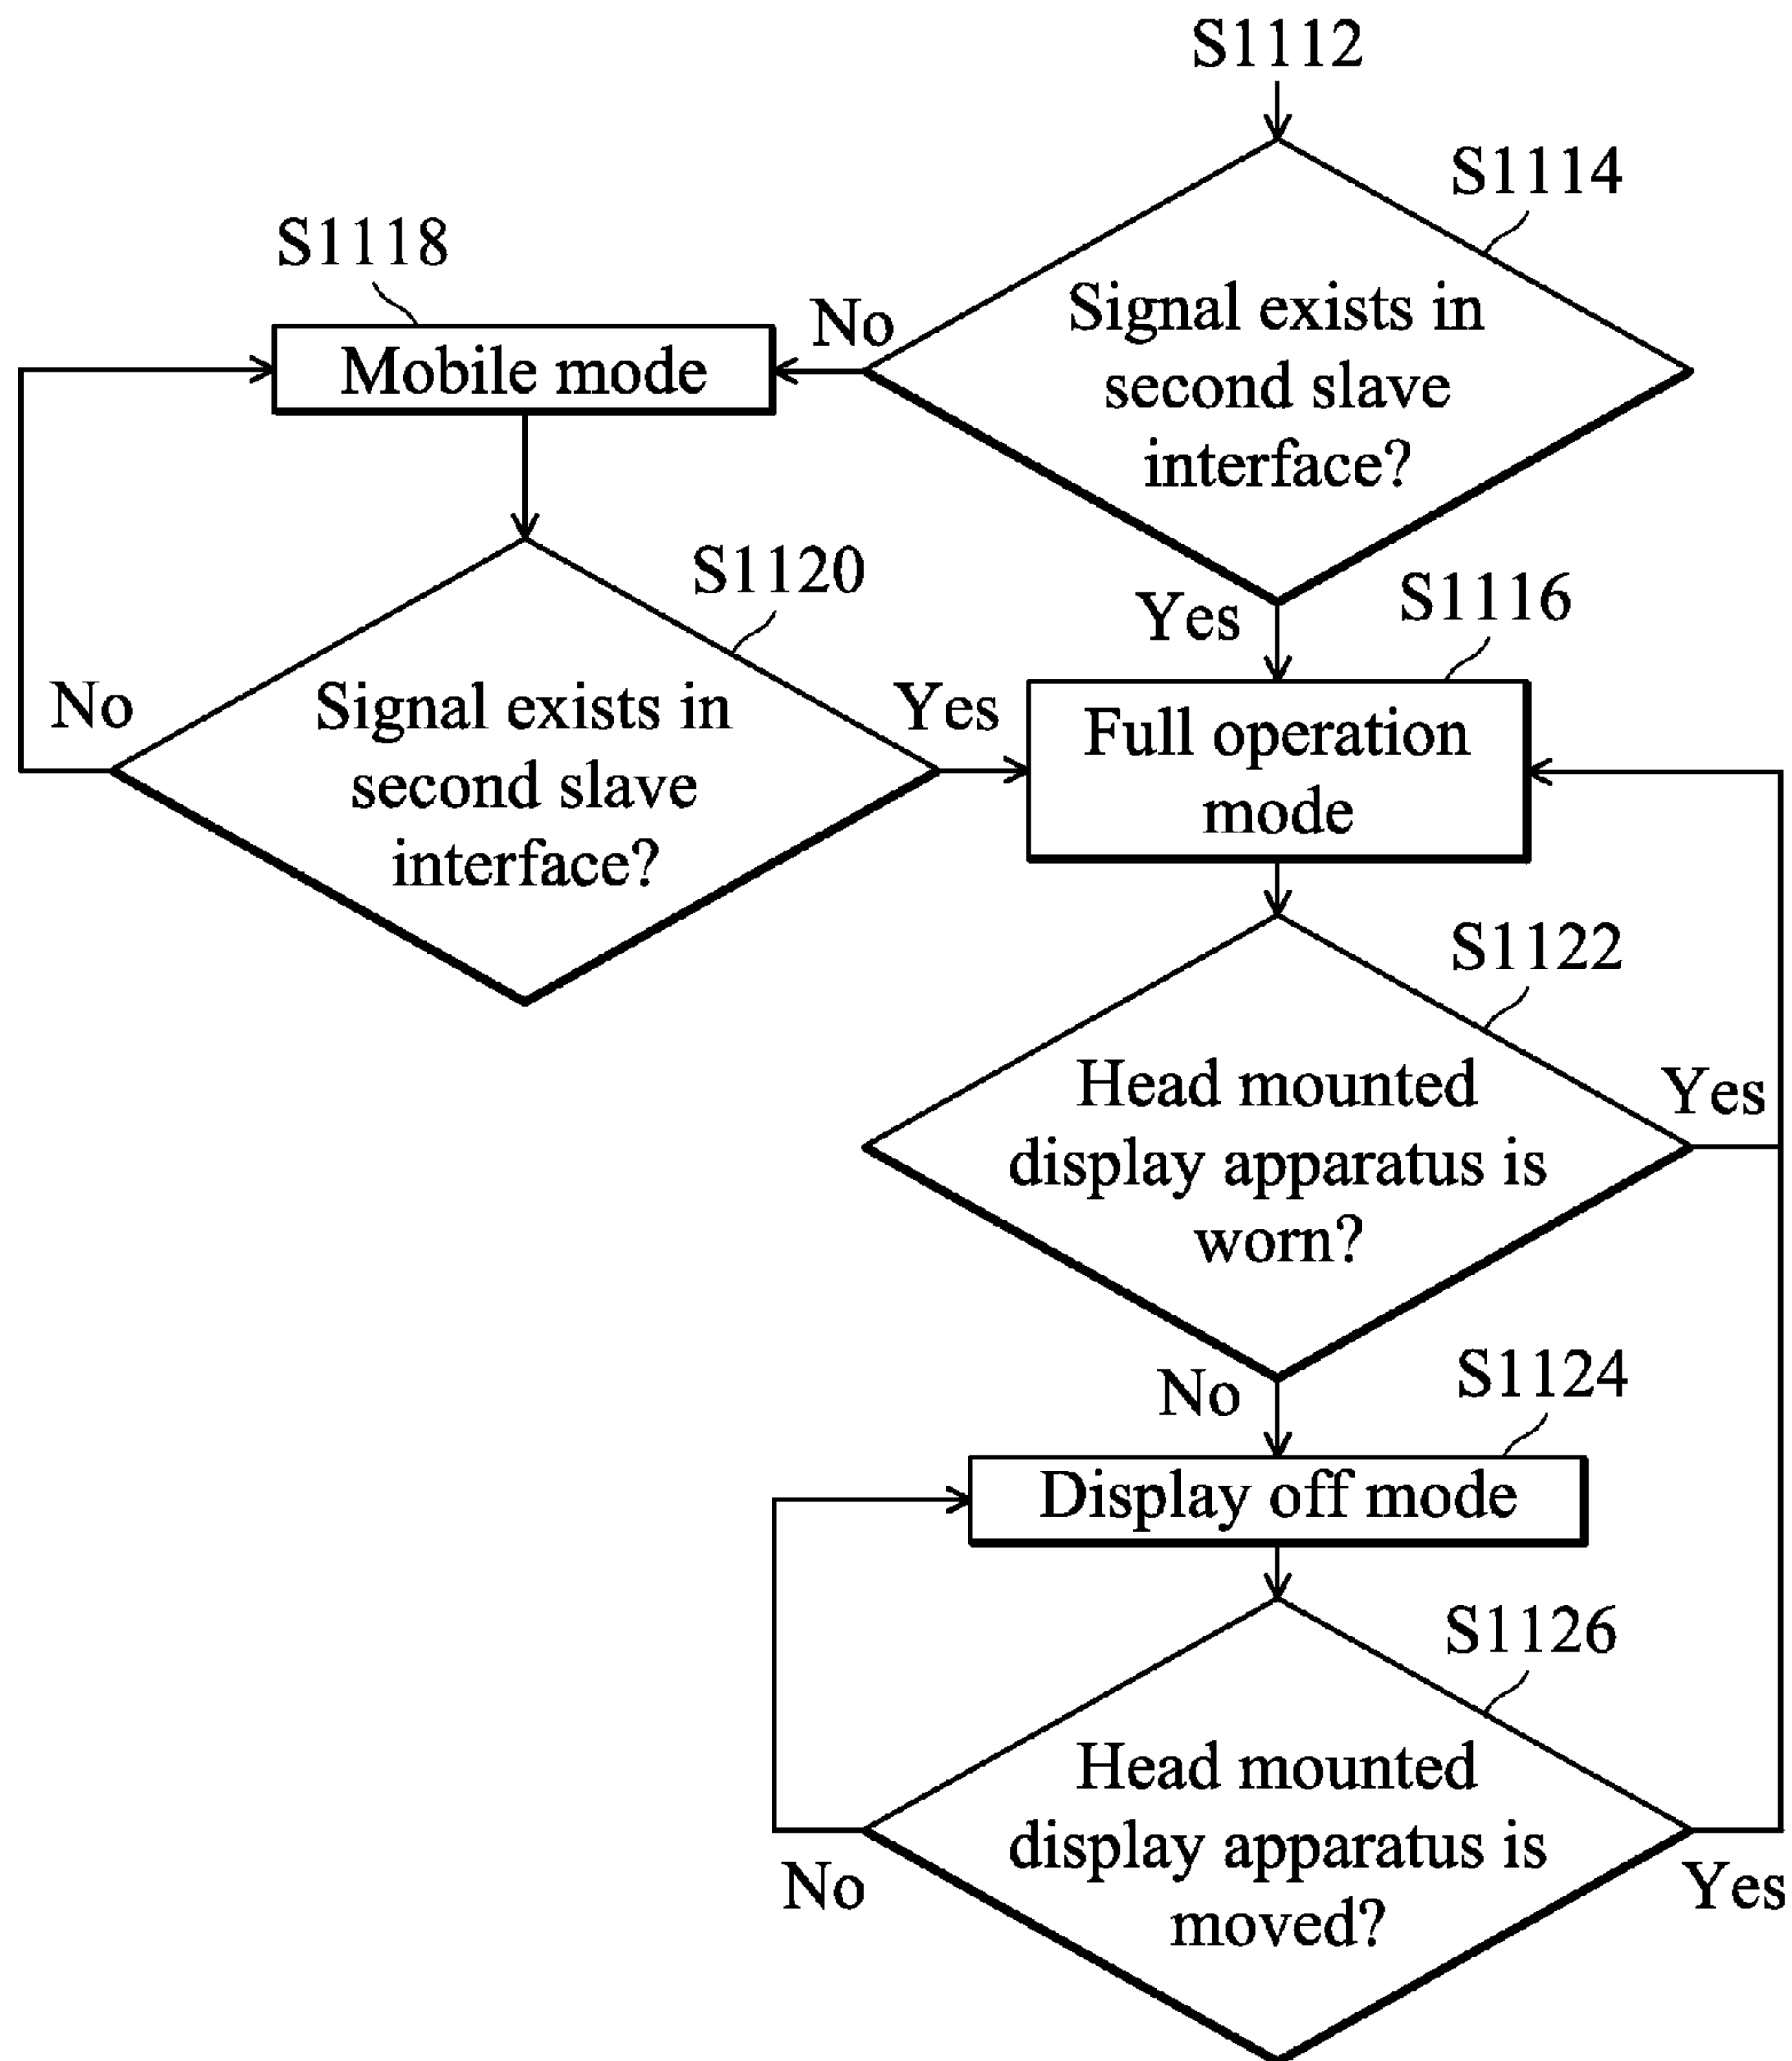 S1112
S1114
Signal exists in
second slave
interface?
No
S1118
Mobile mode
Yes
S1116
Full operation
mode
S1120
Signal exists in
second slave
interface?
No
Yes
S1122
Head mounted
display apparatus is
worn?
Yes
No
S1124
Display off mode
S1126
Head mounted
display apparatus is
moved?
No
Yes